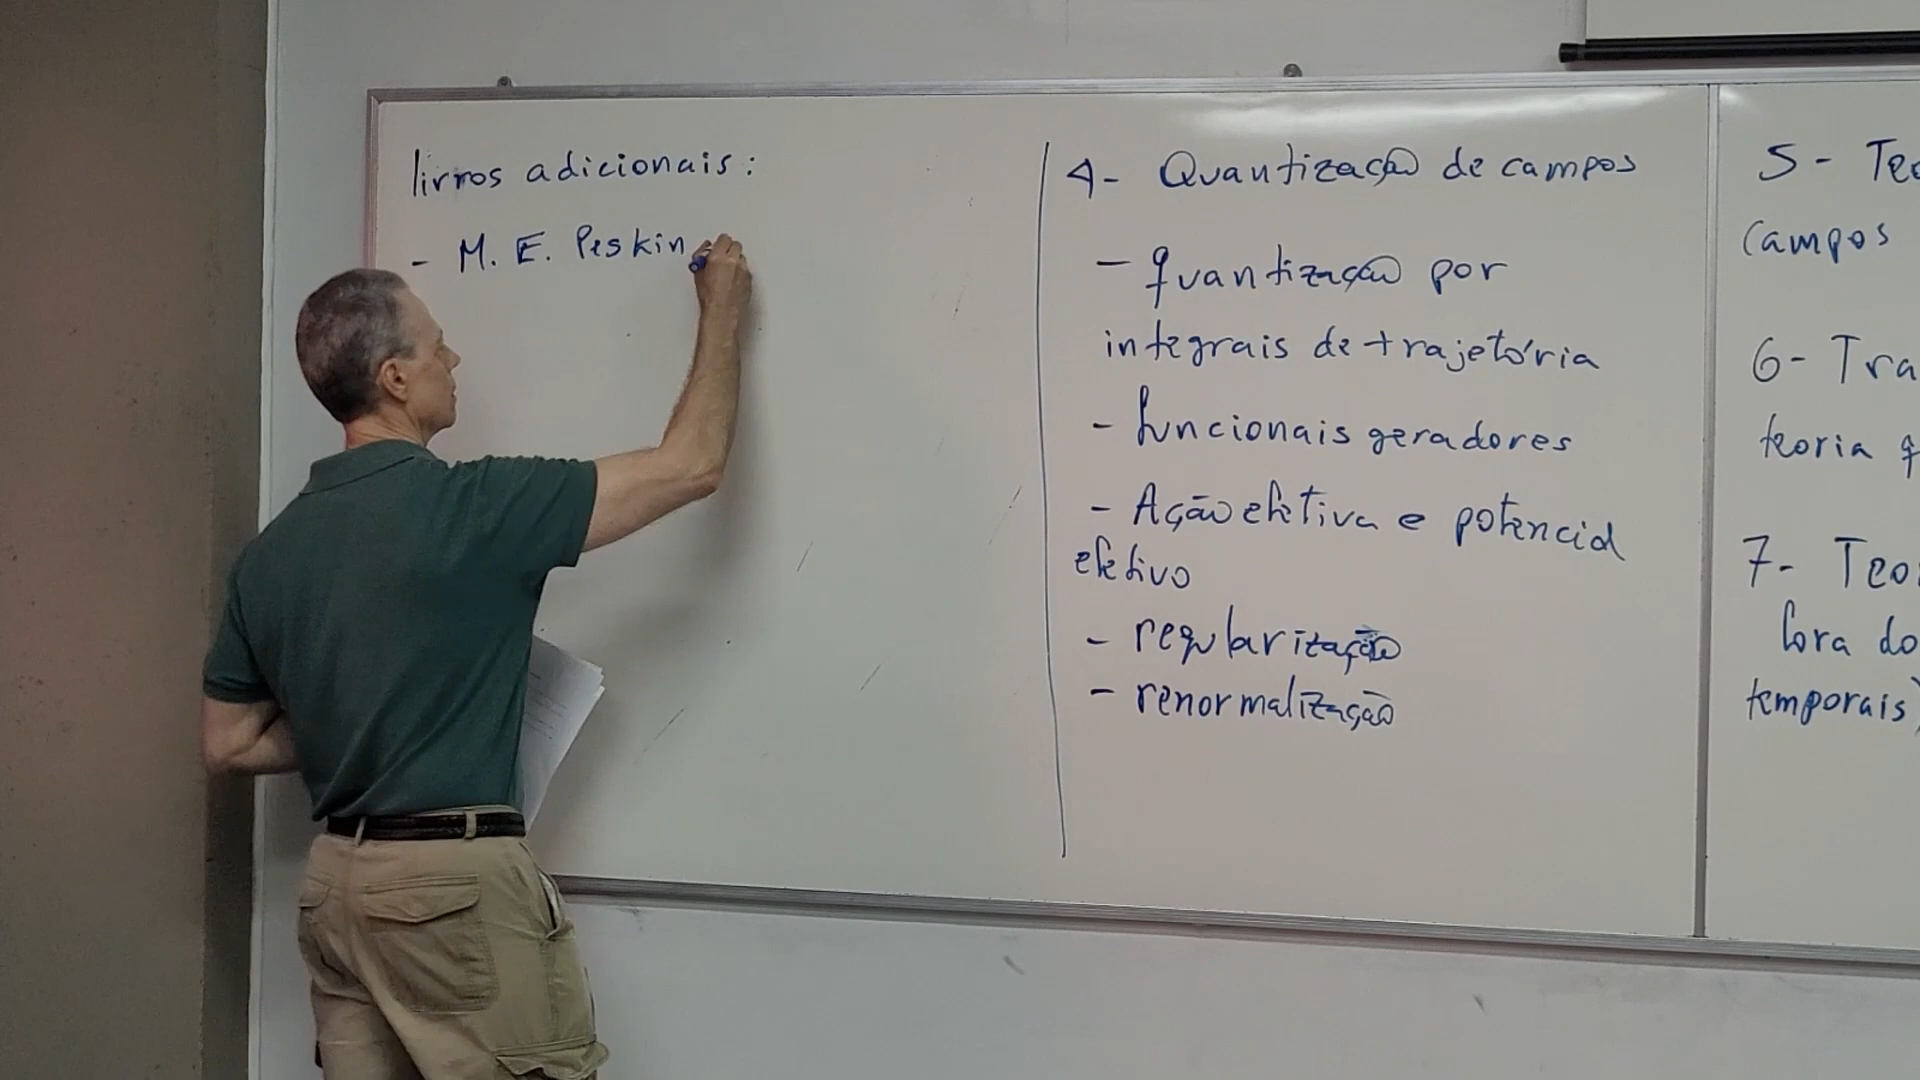 livros adicionais:
- M. E. Peskin
4- Quantização de campos
- quantização por
integrais de trajetória
- funcionais geradores
- Ação efetiva e potencial
efetivo
- regularização
- renormalização
5- Teo
campos
6- Tra
teoria q
7- Teo
fora do
temporais)